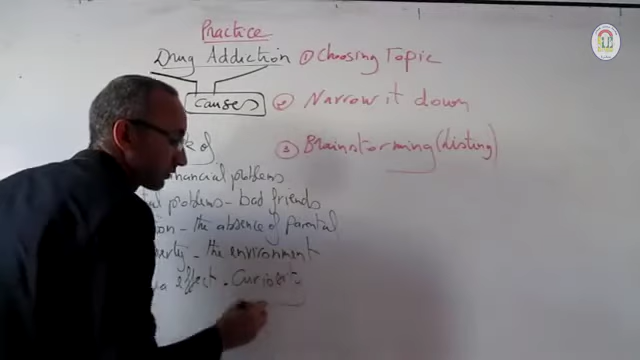 Practice
Drug Addiction ① Choosing Topic
Causes ② Narrow it down
of ③ Brainstorming (listing)
financial problems
problems - bad friends
- the absence of parental
- the environment
effect. Curiosity